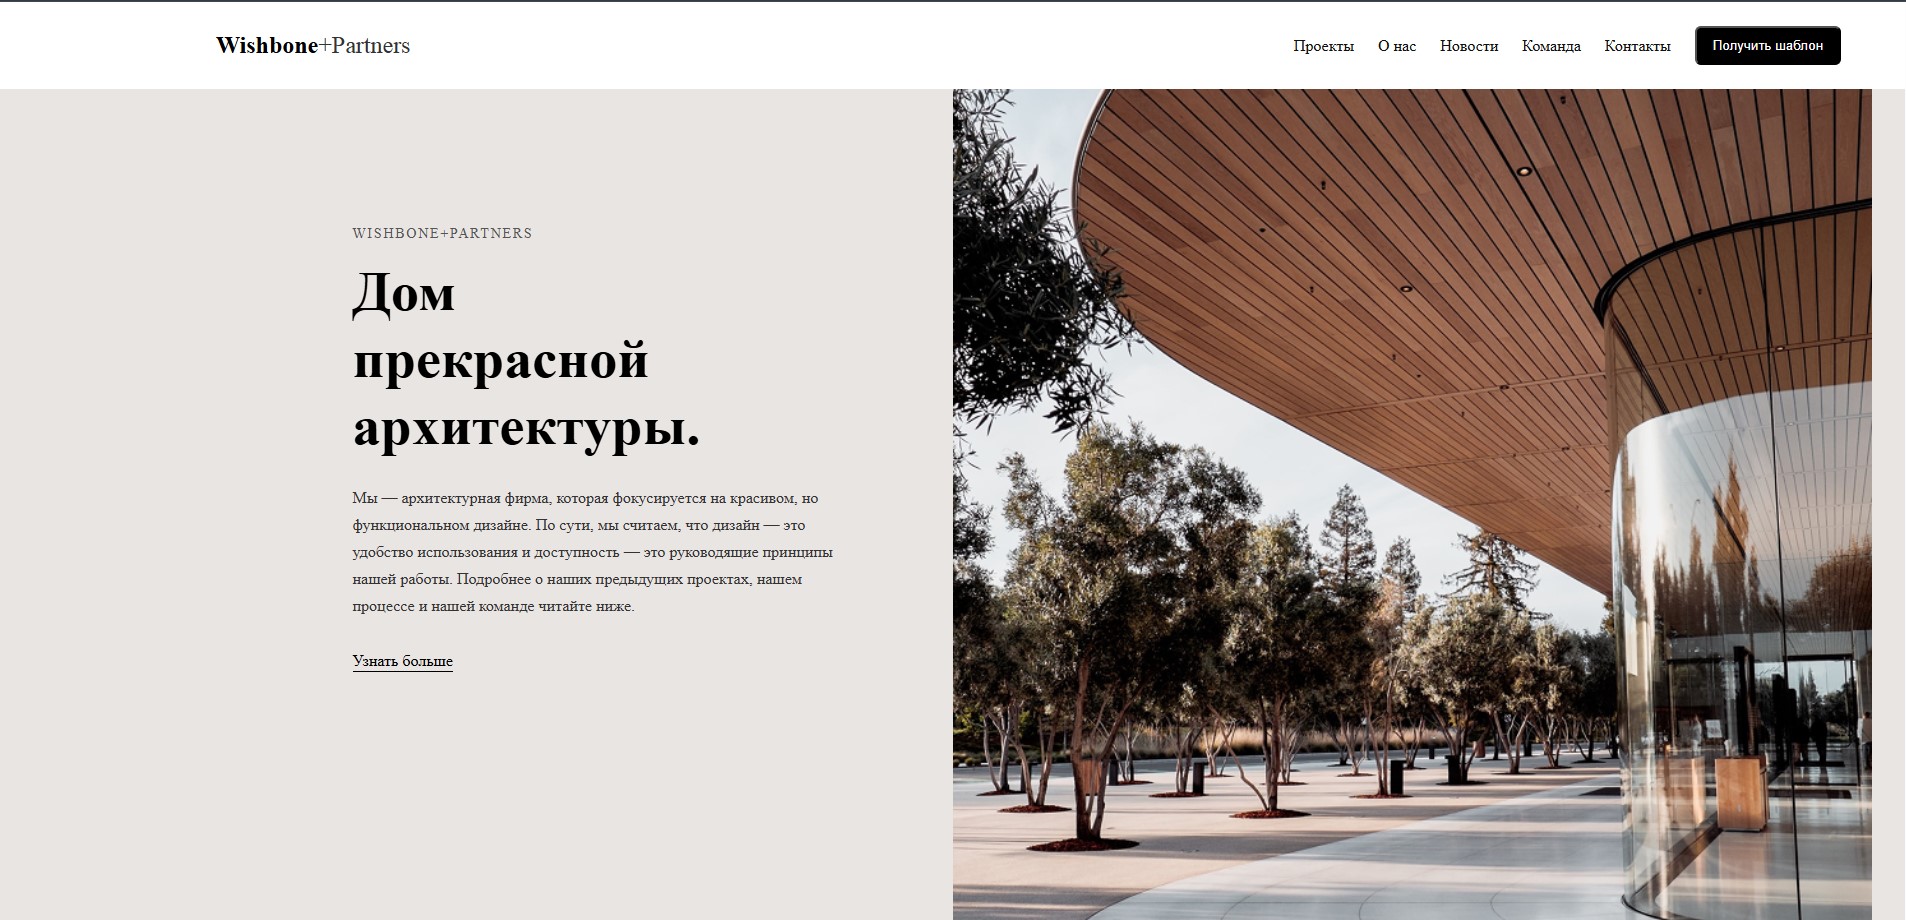 Wishbone+Partners
Проекты О нас Новости Команда Контакты Получить шаблон
WISHBONE+PARTNERS
Дом
прекрасной
архитектуры.
Мы — архитектурная фирма, которая фокусируется на красивом, но
функциональном дизайне. По сути, мы считаем, что дизайн — это
удобство использования и доступность — это руководящие принципы
нашей работы. Подробнее о наших предыдущих проектах, нашем
процессе и нашей команде читайте ниже.
Узнать больше